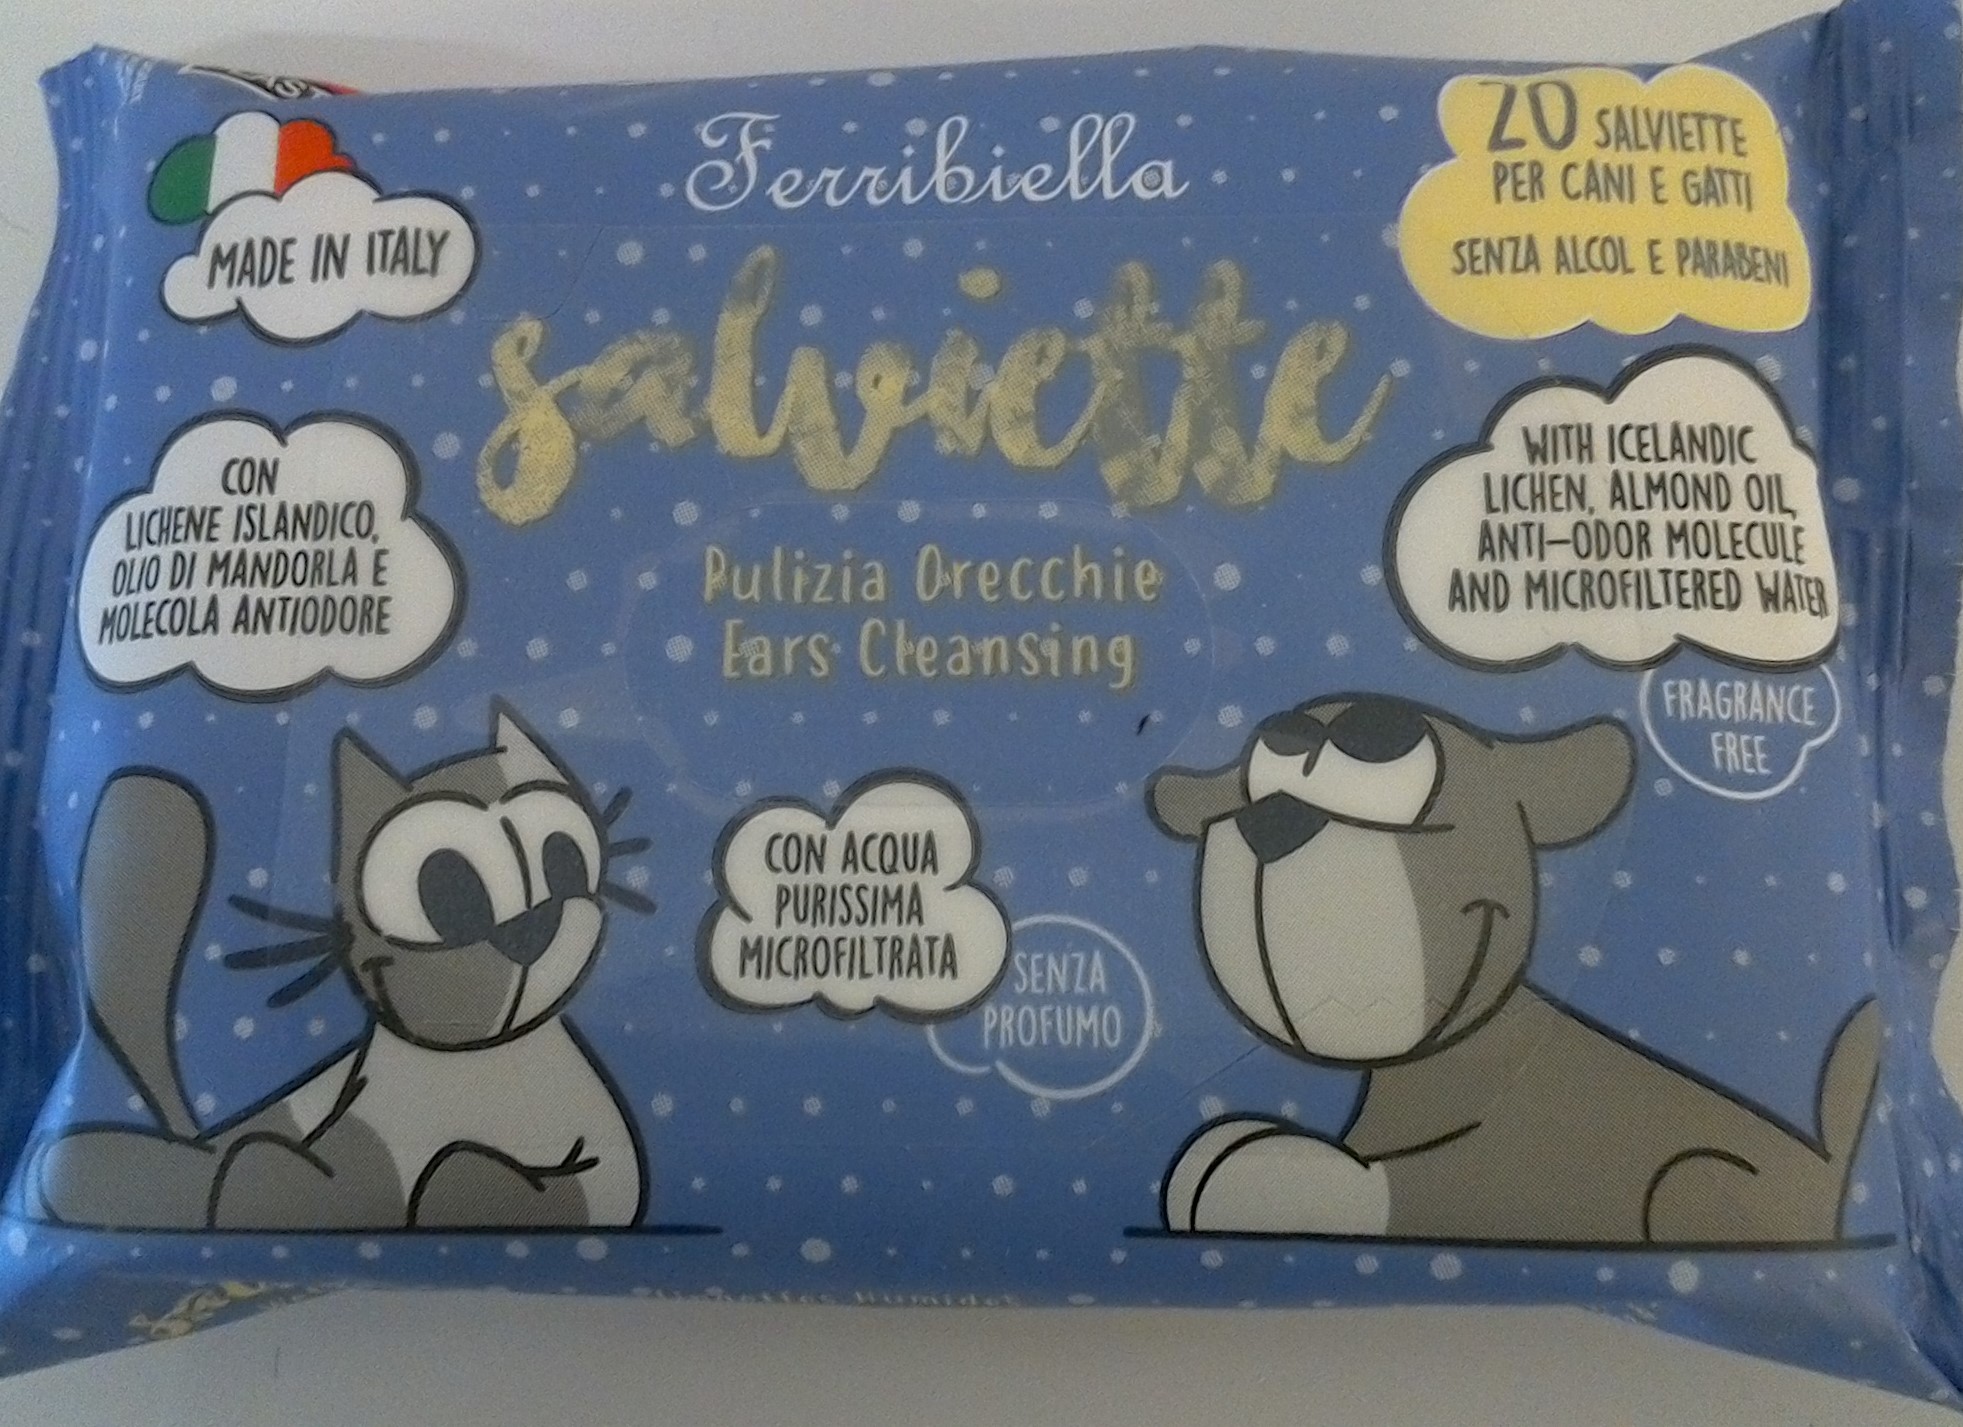 Ferribiella
20 SALVIETTE
PER CANI E GATTI
SENZA ALCOL E PARABENI
MADE IN ITALY
salviette
CON
LICHENE ISLANDICO,
OLIO DI MANDORLA E
MOLECOLA ANTIODORE
WITH ICELANDIC
LICHEN, ALMOND OIL,
ANTI-ODOR MOLECULE
AND MICROFILTERED WATER
Pulizia Orecchie
Ears Cleansing
FRAGRANCE
FREE
CON ACQUA
PURISSIMA
MICROFILTRATA
SENZA
PROFUMO